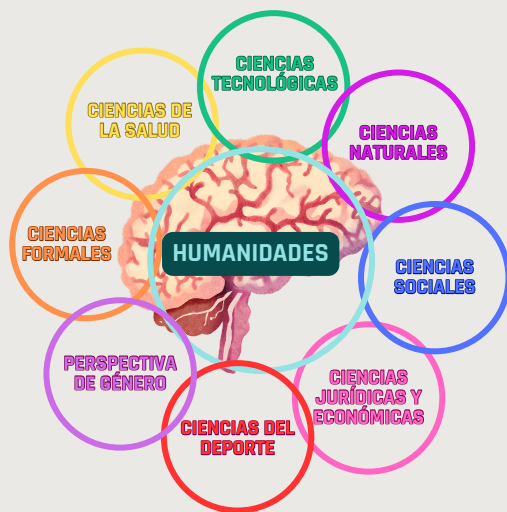 CIENCIAS
TECNOLÓGICAS
CIENCIAS DE
LA SALUD
CIENCIAS
NATURALES
CIENCIAS
FORMALES
HUMANIDADES
CIENCIAS
SOCIALES
PERSPECTIVA
DE GÉNERO
CIENCIAS
JURÍDICAS Y
ECONÓMICAS
CIENCIAS DEL
DEPORTE